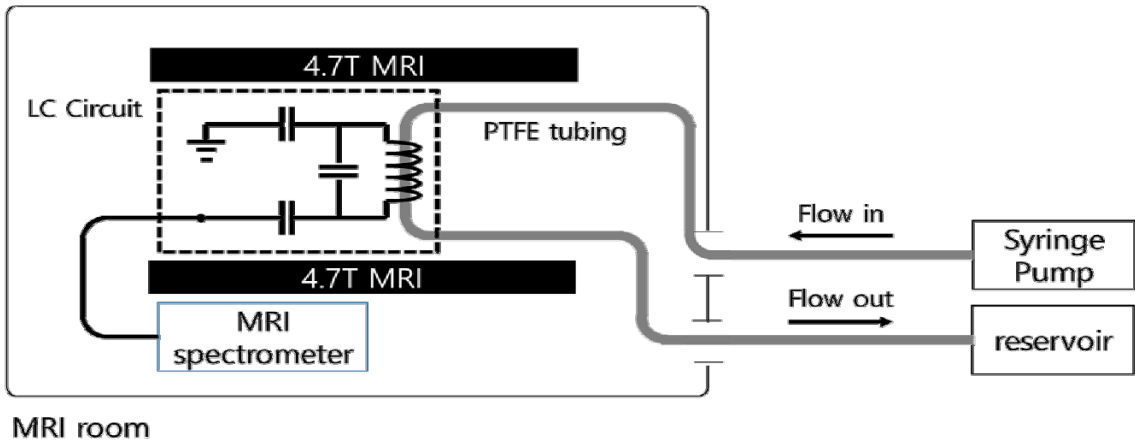 4.7T MRI
LC Circuit
PTFE tubing
Flow in
Syringe
Pump
4.7T MRI
Flow out
MRI
spectrometer
reservoir
MRI room